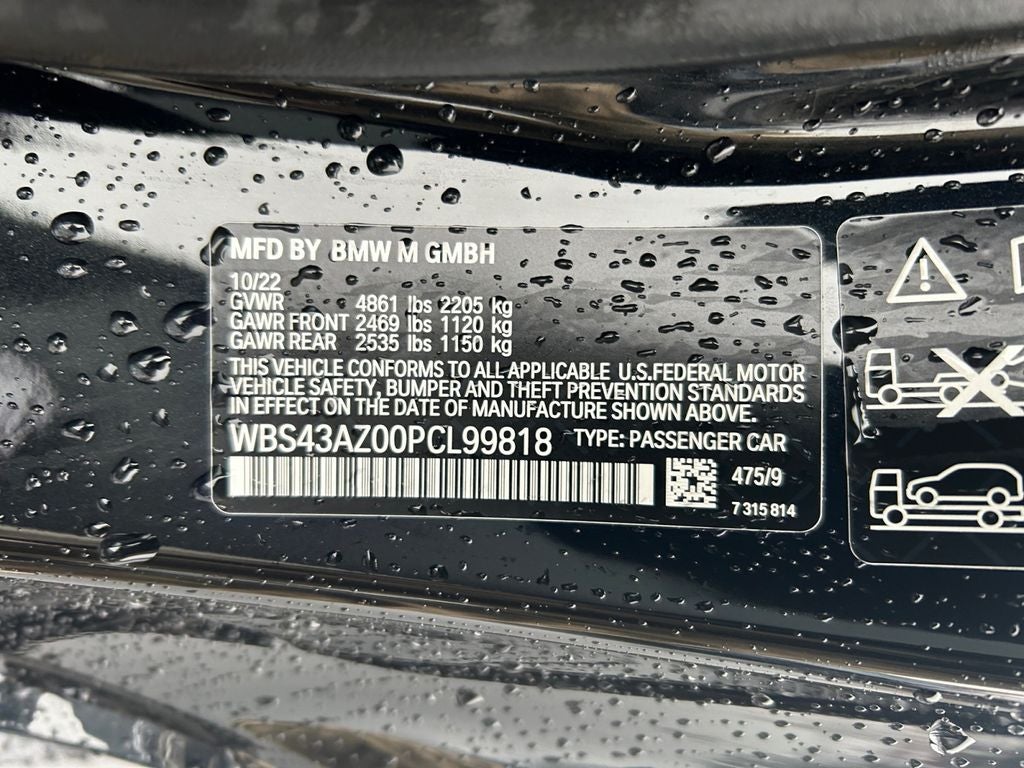 MFD BY BMW M GMBH
10/22
GVWR 4861 lbs 2205 kg
GAWR FRONT 2469 lbs 1120 kg
GAWR REAR 2535 lbs 1150 kg
THIS VEHICLE CONFORMS TO ALL APPLICABLE U.S.FEDERAL MOTOR
VEHICLE SAFETY, BUMPER AND THEFT PREVENTION STANDARDS
IN EFFECT ON THE DATE OF MANUFACTURE SHOWN ABOVE.
WBS43AZ00PCL99818 TYPE: PASSENGER CAR
475/9
7 315 814